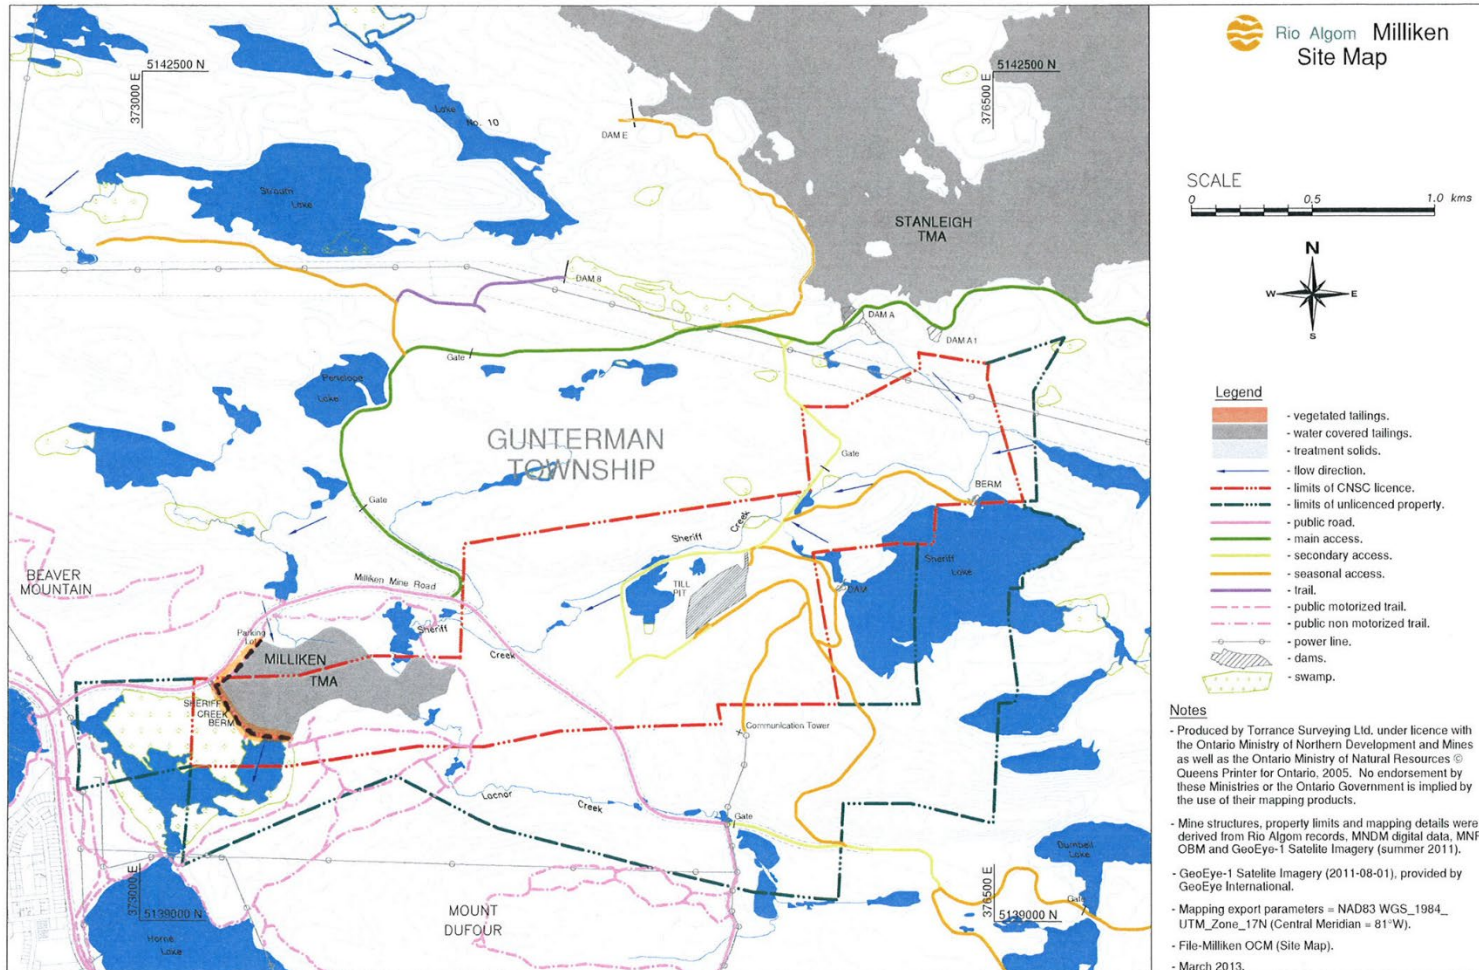 Rio Algom Milliken
Site Map
5142500 N
373000 E
5142500 N
376500 E
Lake
No. 10
DAM E
Lake
STANLEIGH
TMA
SCALE
0 0.5 1.0 kms
N
W E
S
DAM B
DAM A
DAM A1
Gate
Penelope
Lake
GUNTERMAN
TOWNSHIP
Gate
Gate
BERM
Sheriff
Creek
Sheriff
Lake
TILL
PIT
DAM
BEAVER
MOUNTAIN
Milliken Mine Road
Parking
Lot
Sheriff
Creek
MILLIKEN
TMA
SHERIFF
CREEK
BERM
Communication Tower
Lacnor
Creek
Gate
Dumbell
Lake
Gate
373000 E
5139000 N
376500 E
5139000 N
MOUNT
DUFOUR
Horne
Lake
Legend
- vegetated tailings.
- water covered tailings.
- treatment solids.
- flow direction.
- limits of CNSC licence.
- limits of unlicenced property.
- public road.
- main access.
- secondary access.
- seasonal access.
- trail.
- public motorized trail.
- public non motorized trail.
- power line.
- dams.
- swamp.
Notes
- Produced by Torrance Surveying Ltd. under licence with
the Ontario Ministry of Northern Development and Mines
as well as the Ontario Ministry of Natural Resources ©
Queens Printer for Ontario, 2005. No endorsement by
these Ministries or the Ontario Government is implied by
the use of their mapping products.
- Mine structures, property limits and mapping details were
derived from Rio Algom records, MNDM digital data, MNR
OBM and GeoEye-1 Satelite Imagery (summer 2011).
- GeoEye-1 Satelite Imagery (2011-08-01), provided by
GeoEye International.
- Mapping export parameters = NAD83 WGS_1984_
UTM_Zone_17N (Central Meridian = 81°W).
- File-Milliken OCM (Site Map).
- March 2013.